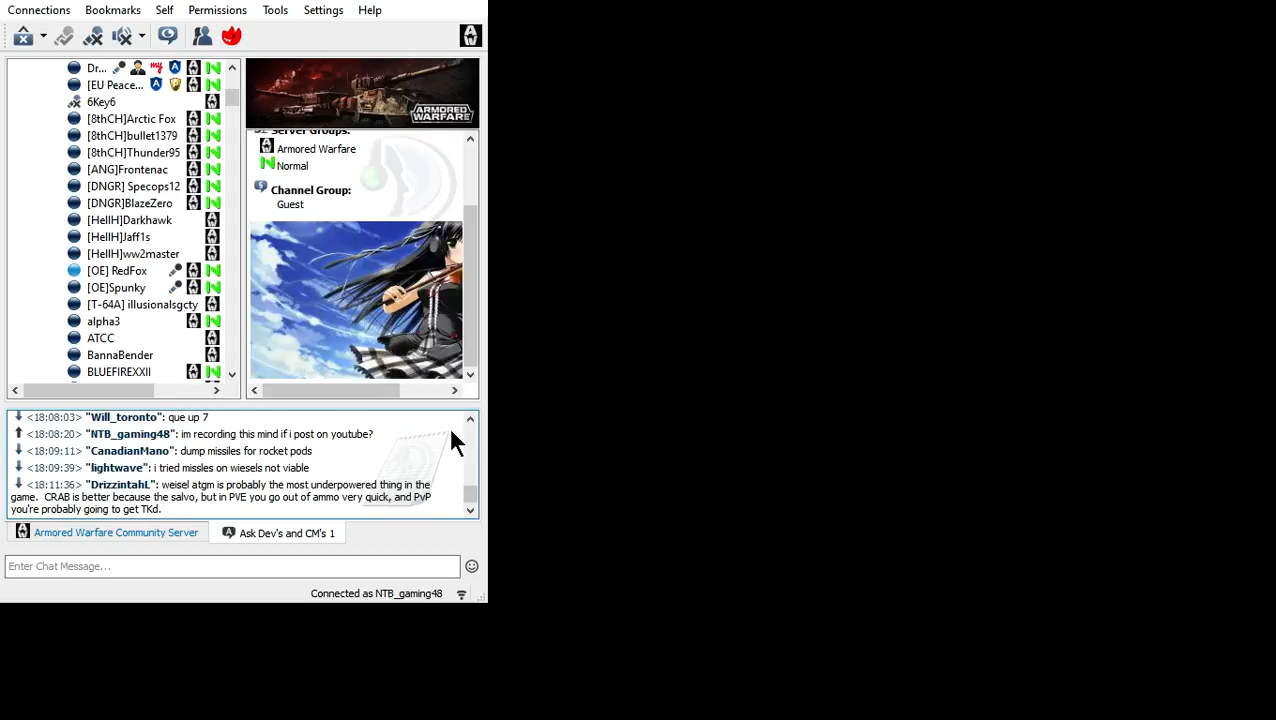 Connections Bookmarks Self Permissions Tools Settings Help
Dr... my
[EU Peace...
6Key6
[8thCH]Arctic Fox
[8thCH]bullet1379
[8thCH]Thunder95
[ANG]Frontenac
[DNGR] Specops12
[DNGR]BlazeZero
[HellH]Darkhawk
[HellH]Jaff1s
[HellH]ww2master
[OE] RedFox
[OE]Spunky
[T-64A] illusionalsgcty
alpha3
ATCC
BannaBender
BLUEFIREXXII
ARMORED
WARFARE
Server Groups:
Armored Warfare
Normal
Channel Group:
Guest
<18:08:03> "Will_toronto": que up 7
<18:08:20> "NTB_gaming48": im recording this mind if i post on youtube?
<18:09:11> "CanadianMano": dump missiles for rocket pods
<18:09:39> "lightwave": i tried missles on wiesels not viable
<18:11:36> "DrizzintahL": weisel atgm is probably the most underpowered thing in the
game.  CRAB is better because the salvo, but in PVE you go out of ammo very quick, and PvP
you're probably going to get TKd.
Armored Warfare Community Server
Ask Dev's and CM's 1
Enter Chat Message...
Connected as NTB_gaming48